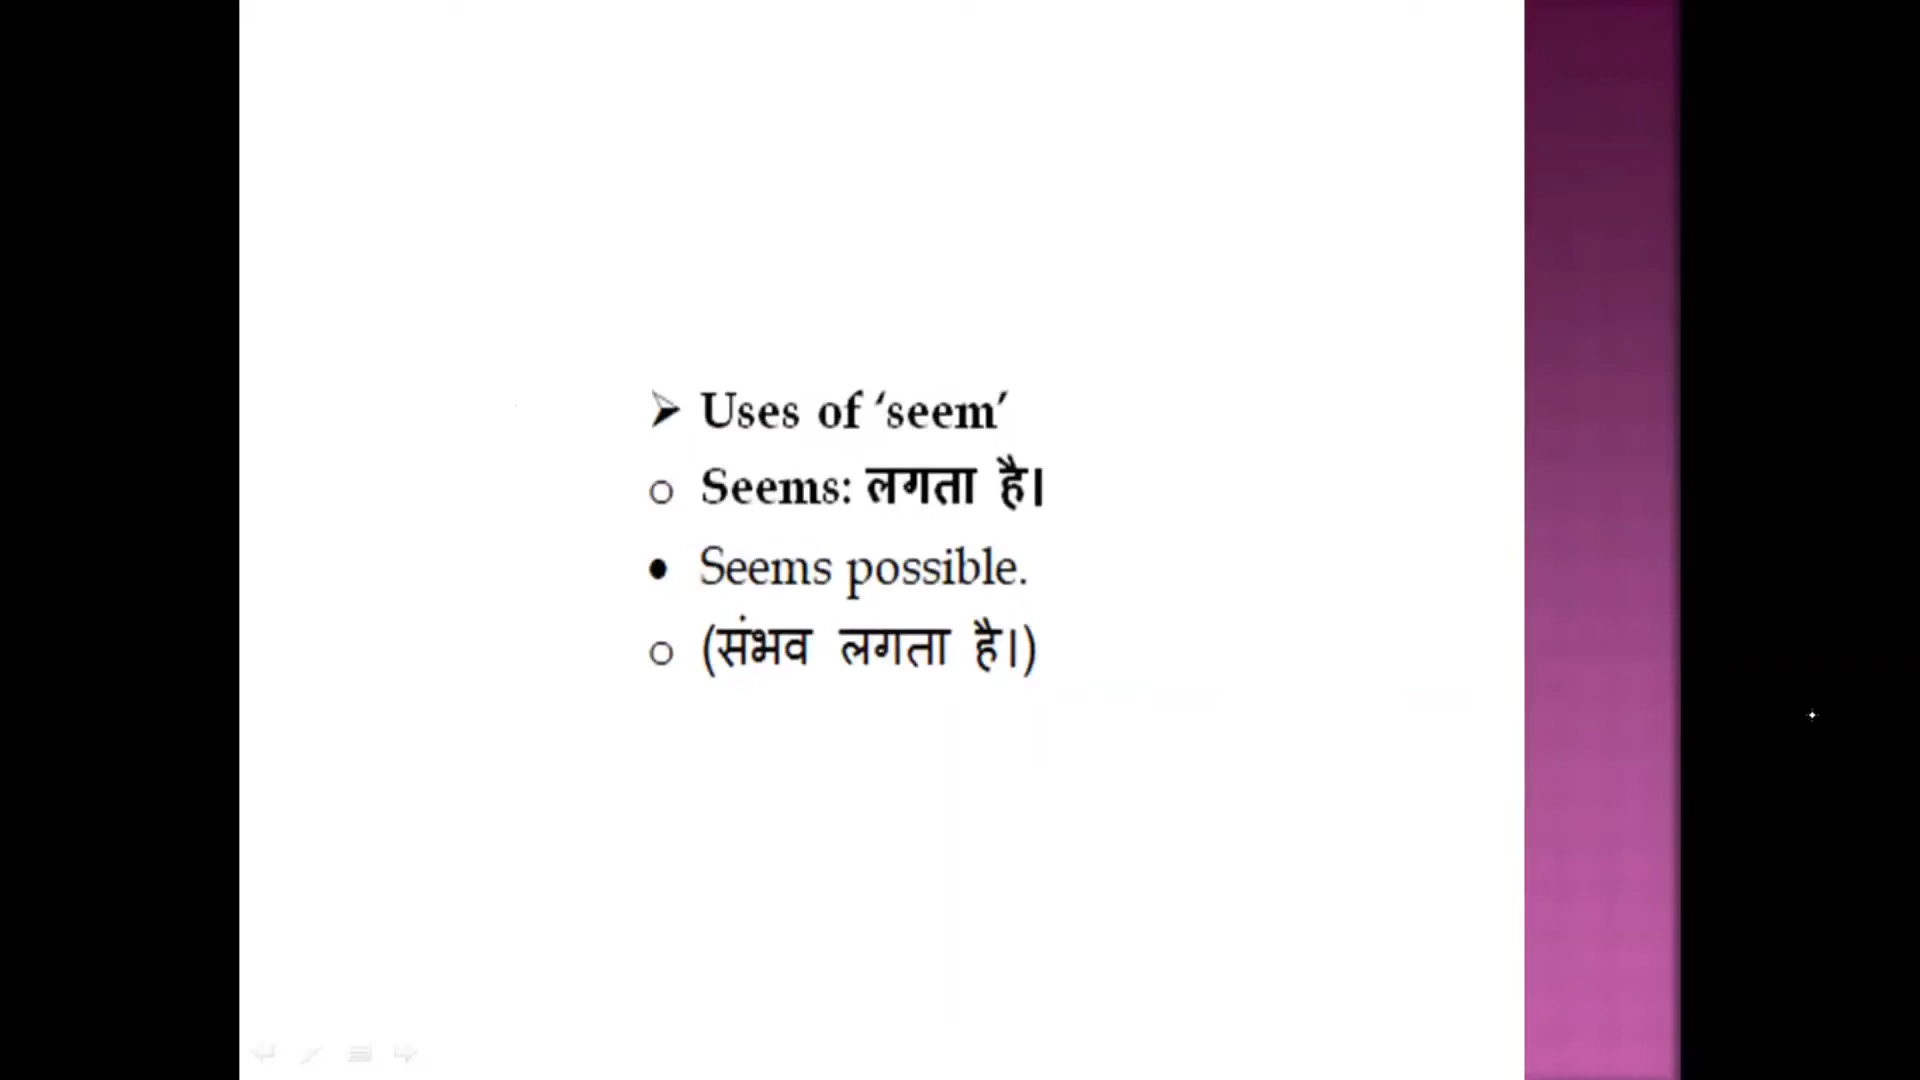 ➢ Uses of ‘seem’
○ Seems: लगता है।
• Seems possible.
○ (संभव लगता है।)